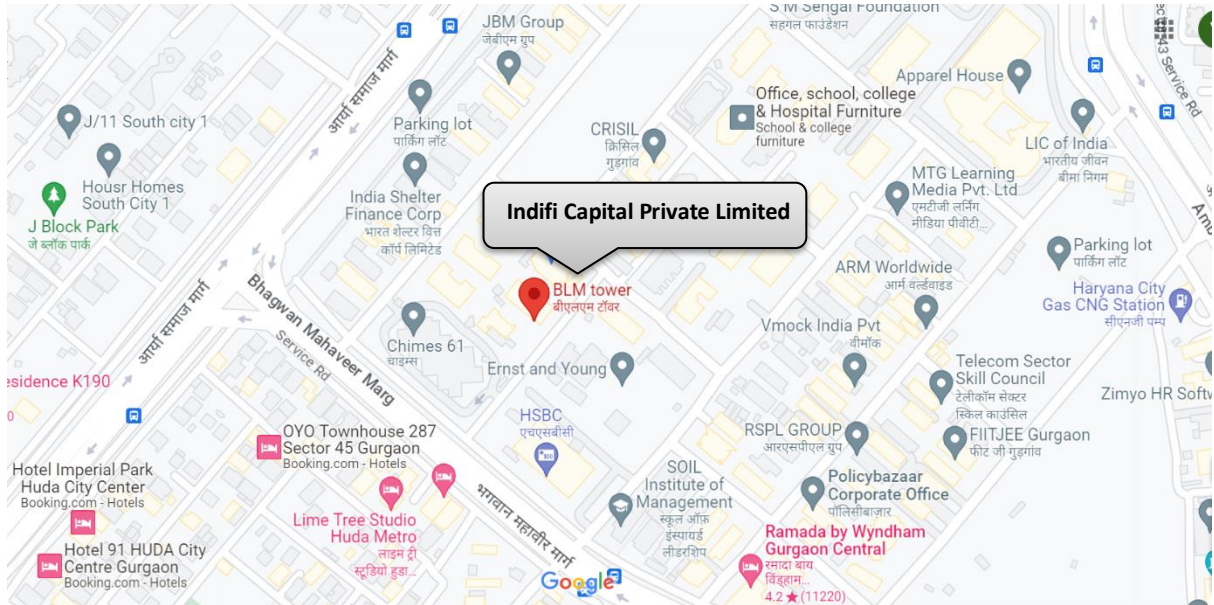 S M Sehgal Foundation
सहगल फाउंडेशन
JBM Group
जेबीएम ग्रुप
Apparel House
Office, school, college
& Hospital Furniture
School & college
furniture
Parking lot
पार्किंग लॉट
CRISIL
क्रिसिल
गुड़गांव
J/11 South city 1
आर्या समाज मार्ग
LIC of India
भारतीय जीवन
बीमा निगम
MTG Learning
Media Pvt. Ltd
एमटीजी लर्निंग
मीडिया पीवीटी...
Housr Homes
South City 1
India Shelter
Finance Corp
भारत शेल्टर वित्त
कॉर्प लिमिटेड
Indifi Capital Private Limited
J Block Park
जे ब्लॉक पार्क
Parking lot
पार्किंग लॉट
ARM Worldwide
आर्म वर्ल्डवाइड
BLM tower
बीएलएम टॉवर
Haryana City
Gas CNG Station
सीएनजी पम्प
Bhagwan Mahaveer Marg
Service Rd
आर्या समाज मार्ग
Chimes 61
चाइम्स
Vmock India Pvt
वीमॉक
Ernst and Young
Telecom Sector
Skill Council
टेलीकॉम सेक्टर
स्किल काउंसिल
esidence K190
0
Zimyo HR Softw
HSBC
एचएसबीसी
OYO Townhouse 287
Sector 45 Gurgaon
Booking.com - Hotels
RSPL GROUP
आरएसपीएल ग्रुप
FIITJEE Gurgaon
फीट जी गुड़गांव
Hotel Imperial Park
Huda City Center
Booking.com - Hotels
SOIL
Institute of
Management
स्कूल ऑफ़
इंस्पायर्ड
लीडरशिप
Policybazaar
Corporate Office
पॉलिसीबाज़ार
Lime Tree Studio
Huda Metro
लाइम ट्री
स्टूडियो हुडा...
भगवान महावीर मार्ग
Ramada by Wyndham
Gurgaon Central
रमादा बाय
विंड्हाम...
4.2 ★ (11220)
Hotel 91 HUDA City
Centre Gurgaon
Booking.com - Hotels
Google
43 Service Rd